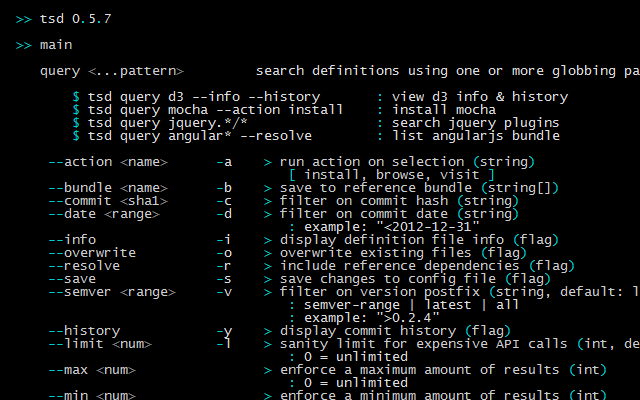 >> tsd 0.5.7
>> main
query <...pattern> search definitions using one or more globbing pa
$ tsd query d3 --info --history : view d3 info & history
$ tsd query mocha --action install : install mocha
$ tsd query jquery.*/* : search jquery plugins
$ tsd query angular* --resolve : list angularjs bundle
--action <name> -a > run action on selection (string)
[ install, browse, visit ]
--bundle <name> -b > save to reference bundle (string[])
--commit <sha1> -c > filter on commit hash (string)
--date <range> -d > filter on commit date (string)
: example: "<2012-12-31"
--info -i > display definition file info (flag)
--overwrite -o > overwrite existing files (flag)
--resolve -r > include reference dependencies (flag)
--save -s > save changes to config file (flag)
--semver <range> -v > filter on version postfix (string, default: l
: semver-range | latest | all
: example: ">0.2.4"
--history -y > display commit history (flag)
--limit <num> -l > sanity limit for expensive API calls (int, de
: 0 = unlimited
--max <num> > enforce a maximum amount of results (int)
: 0 = unlimited
--min <num> > enforce a minimum amount of results (int)